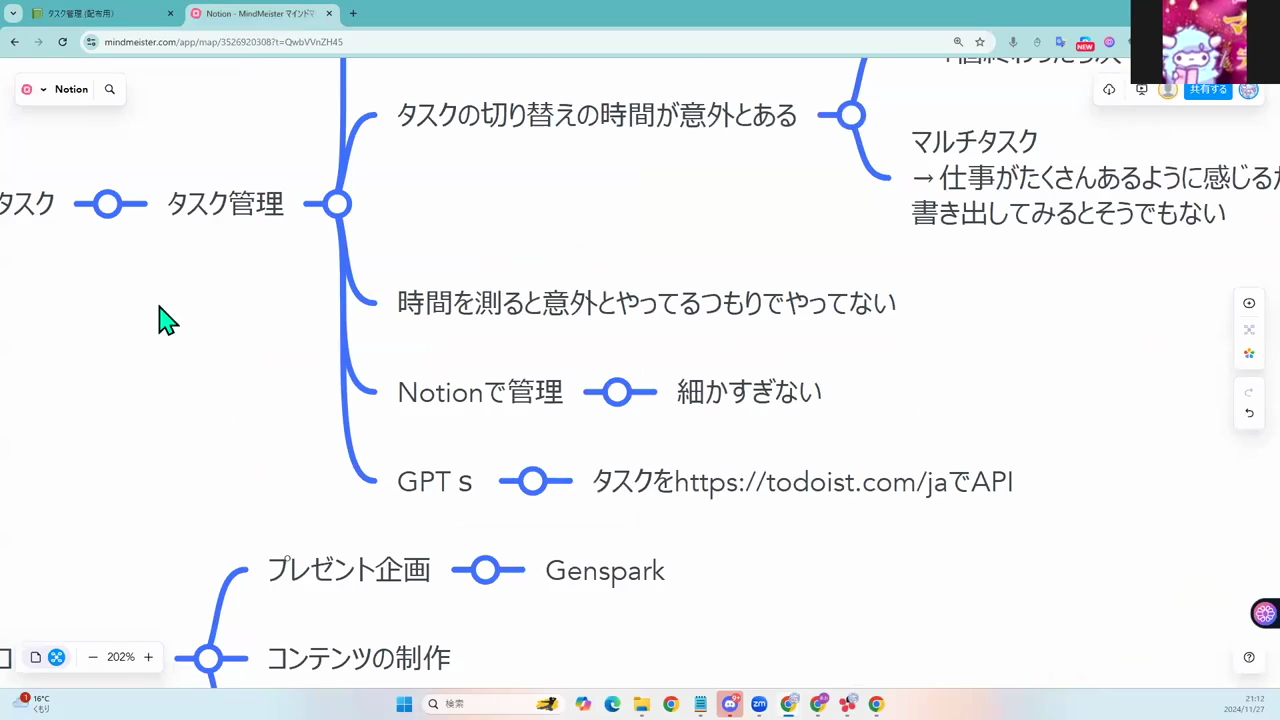 タスク管理 (配布用)
Notion - MindMeister マインドマ
mindmeister.com/app/map/3526920308?t=QwbVVnZH45
NEW
Notion
共有する
タスクの切り替えの時間が意外とある
マルチタスク
→ 仕事がたくさんあるように感じるが
書き出してみるとそうでもない
タスク
タスク管理
時間を測ると意外とやってるつもりでやってない
Notionで管理
細かすぎない
GPTｓ
タスクをhttps://todoist.com/jaでAPI
プレゼント企画
Genspark
コンテンツの制作
202%
1
16°C
くもり
検索
21:12
2024/11/27